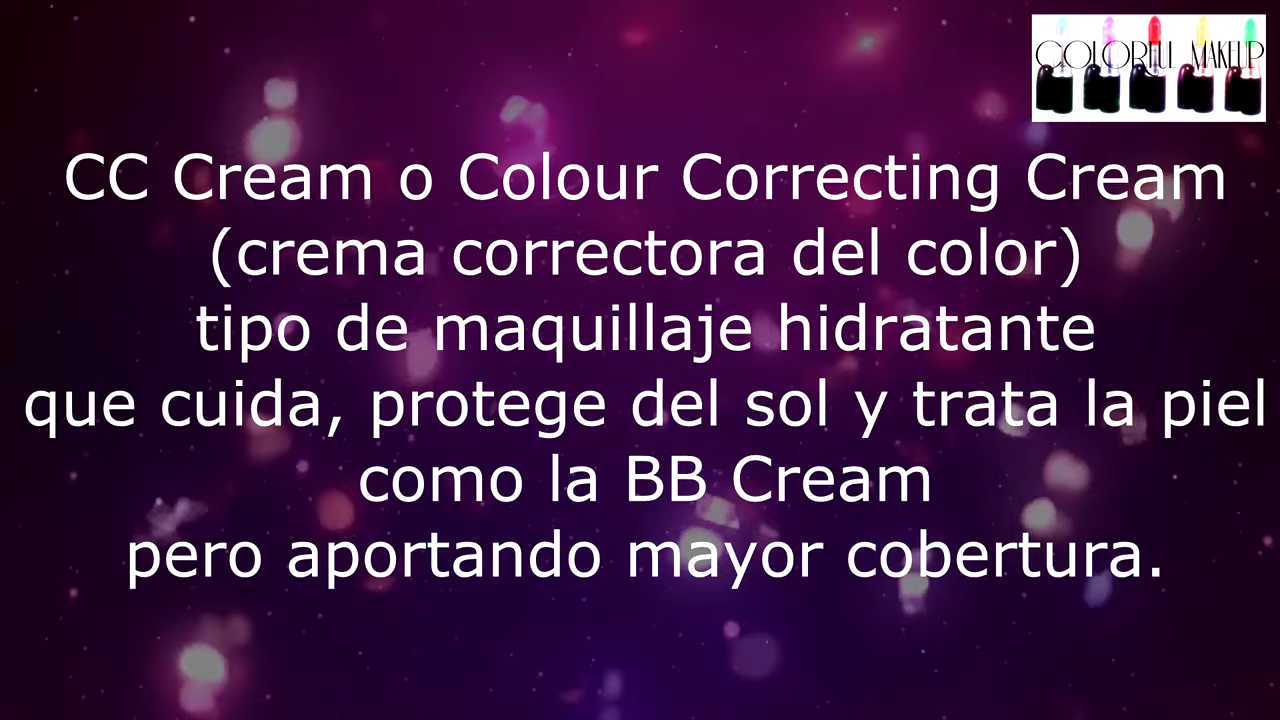 COLORFUL MAKEUP
CC Cream o Colour Correcting Cream
(crema correctora del color)
tipo de maquillaje hidratante
que cuida, protege del sol y trata la piel
como la BB Cream
pero aportando mayor cobertura.